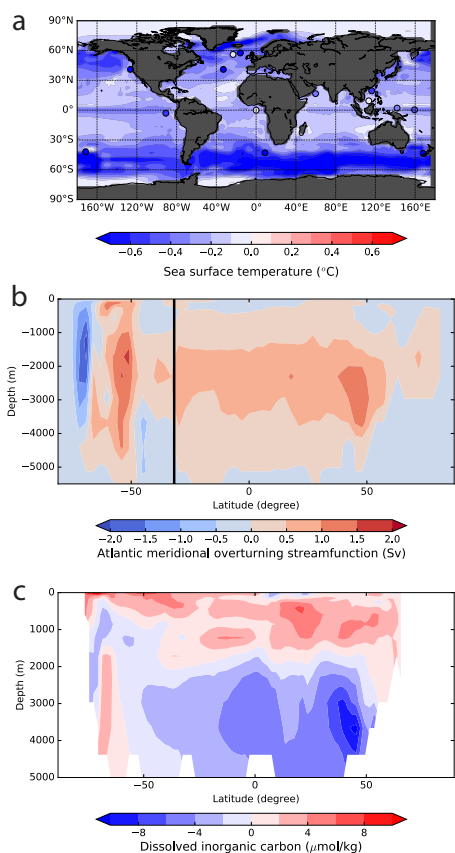 a
90°N
60°N
30°N
0°
30°S
60°S
90°S
160°W 120°W 80°W 40°W 0° 40°E 80°E 120°E 160°E
−0.6 −0.4 −0.2 0.0 0.2 0.4 0.6
Sea surface temperature (°C)
b
0
−1000
−2000
−3000
−4000
−5000
Depth (m)
−50 0 50
Latitude (degree)
−2.0 −1.5 −1.0 −0.5 0.0 0.5 1.0 1.5 2.0
Atlantic meridional overturning streamfunction (Sv)
c
0
1000
2000
3000
4000
5000
Depth (m)
−50 0 50
Latitude (degree)
−8 −4 0 4 8
Dissolved inorganic carbon (μmol/kg)